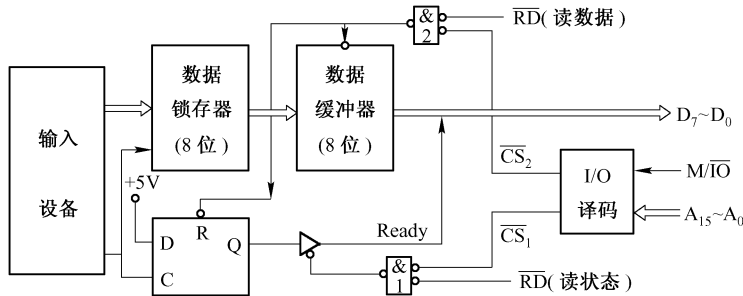 &
2
RD(读数据)
输入
设备
数据
锁存器
(8位)
数据
缓冲器
(8位)
D7~D0
+5V
CS2
I/O
译码
M/IO
A15~A0
R
D
Q
C
Ready
CS1
&
1
RD(读状态)